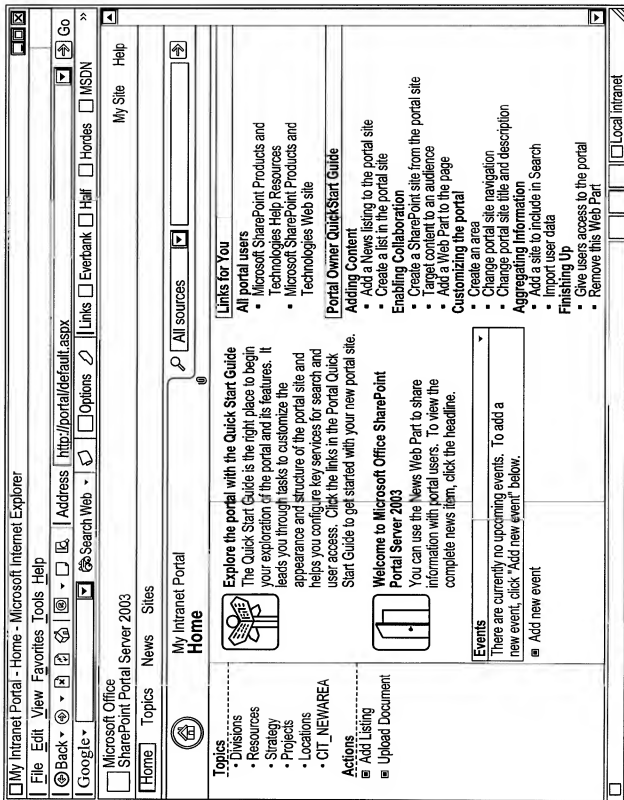 My Intranet Portal - Home - Microsoft Internet Explorer
File Edit View Favorites Tools Help
Back Address http://portal/default.aspx Go
Google Search Web Options Links Everbank Half Hordes MSDN »
Microsoft Office
SharePoint Portal Server 2003
My Site Help
Home Topics News Sites
My Intranet Portal
Home
All sources
Topics
• Divisions
• Resources
• Strategy
• Projects
• Locations
• CIT_NEWAREA
Actions
Add Listing
Upload Document
Explore the portal with the Quick Start Guide
The Quick Start Guide is the right place to begin
your exploration of the portal and its features. It
leads you through tasks to customize the
appearance and structure of the portal site and
helps you configure key services for search and
user access. Click the links in the Portal Quick
Start Guide to get started with your new portal site.
Welcome to Microsoft Office SharePoint
Portal Server 2003
You can use the News Web Part to share
information with portal users. To view the
complete news item, click the headline.
Events
There are currently no upcoming events. To add a
new event, click "Add new event" below.
Add new event
Links for You
All portal users
• Microsoft SharePoint Products and
Technologies Help Resources
• Microsoft SharePoint Products and
Technologies Web site
Portal Owner QuickStart Guide
Adding Content
• Add a News listing to the portal site
• Create a list in the portal site
Enabling Collaboration
• Create a SharePoint site from the portal site
• Target content to an audience
• Add a Web Part to the page
Customizing the portal
• Create an area
• Change portal site navigation
• Change portal site title and description
Aggregating Information
• Add a site to include in Search
• Import user data
Finishing Up
• Give users access to the portal
• Remove this Web Part
Local intranet